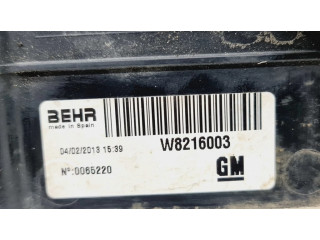 BEHR
made in Spain
W8216003
04/02/2013 15:39
Nº:0065220
GM